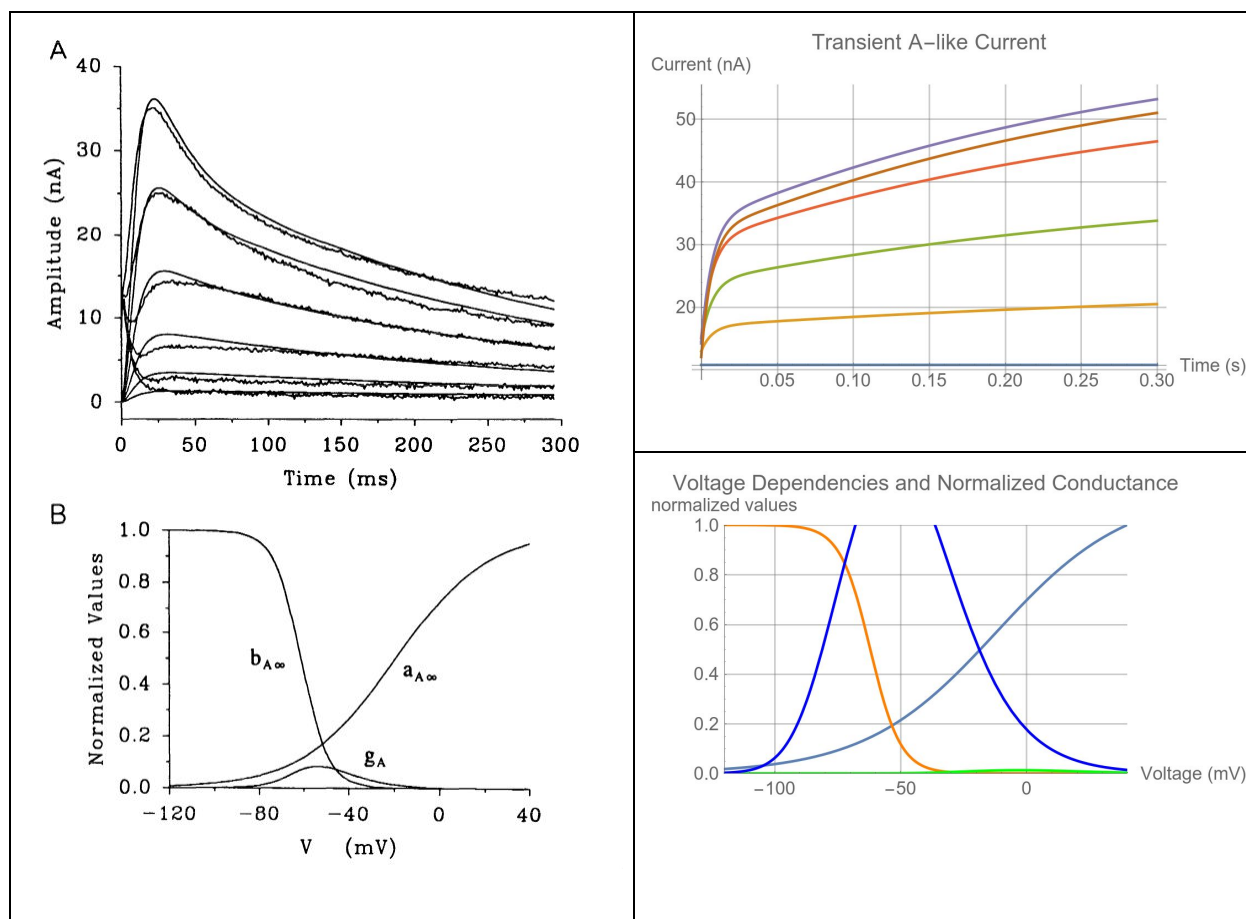 A
40
30
20
10
0
Amplitude (nA)
0 50 100 150 200 250 300
Time (ms)
B
1.0
0.8
0.6
0.4
0.2
0.0
Normalized Values
bA∞
aA∞
gA
−120 −80 −40 0 40
V (mV)
Transient A–like Current
Current (nA)
50
40
30
20
Time (s)
0.05 0.10 0.15 0.20 0.25 0.30
Voltage Dependencies and Normalized Conductance
normalized values
1.0
0.8
0.6
0.4
0.2
0.0
Voltage (mV)
−100 −50 0